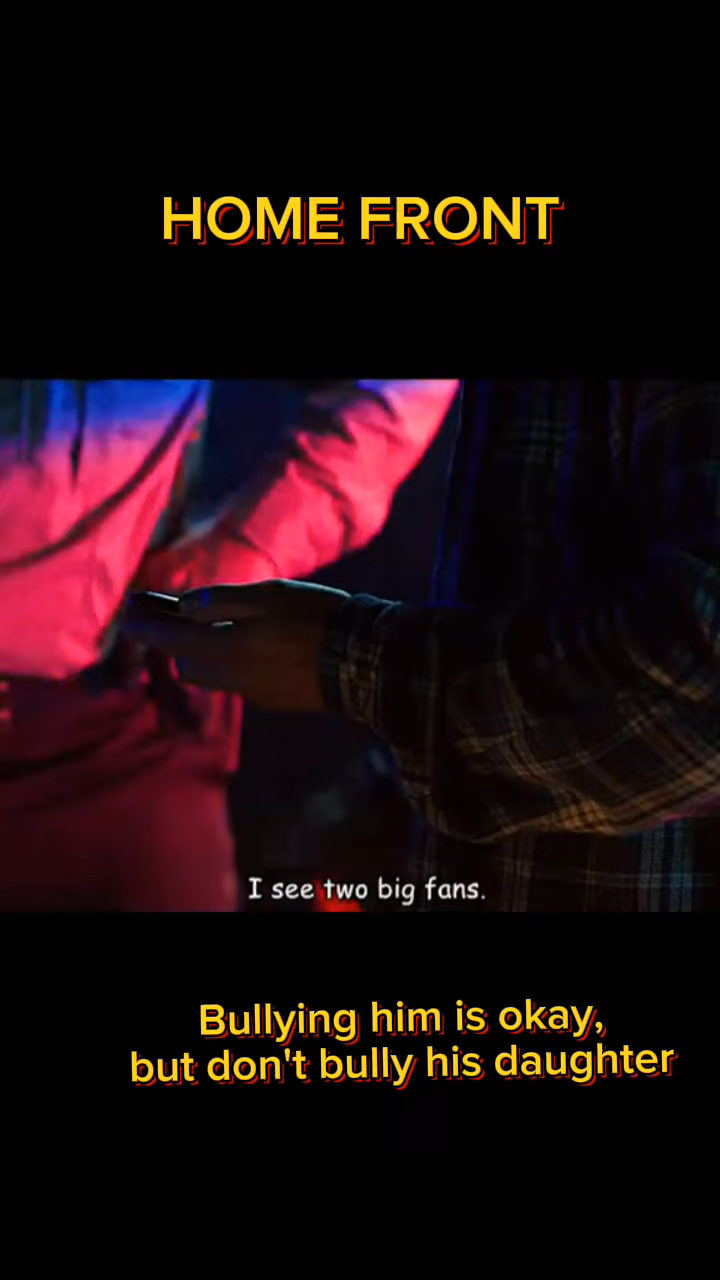 HOME FRONT
I see two big fans.
Bullying him is okay,
but don't bully his daughter